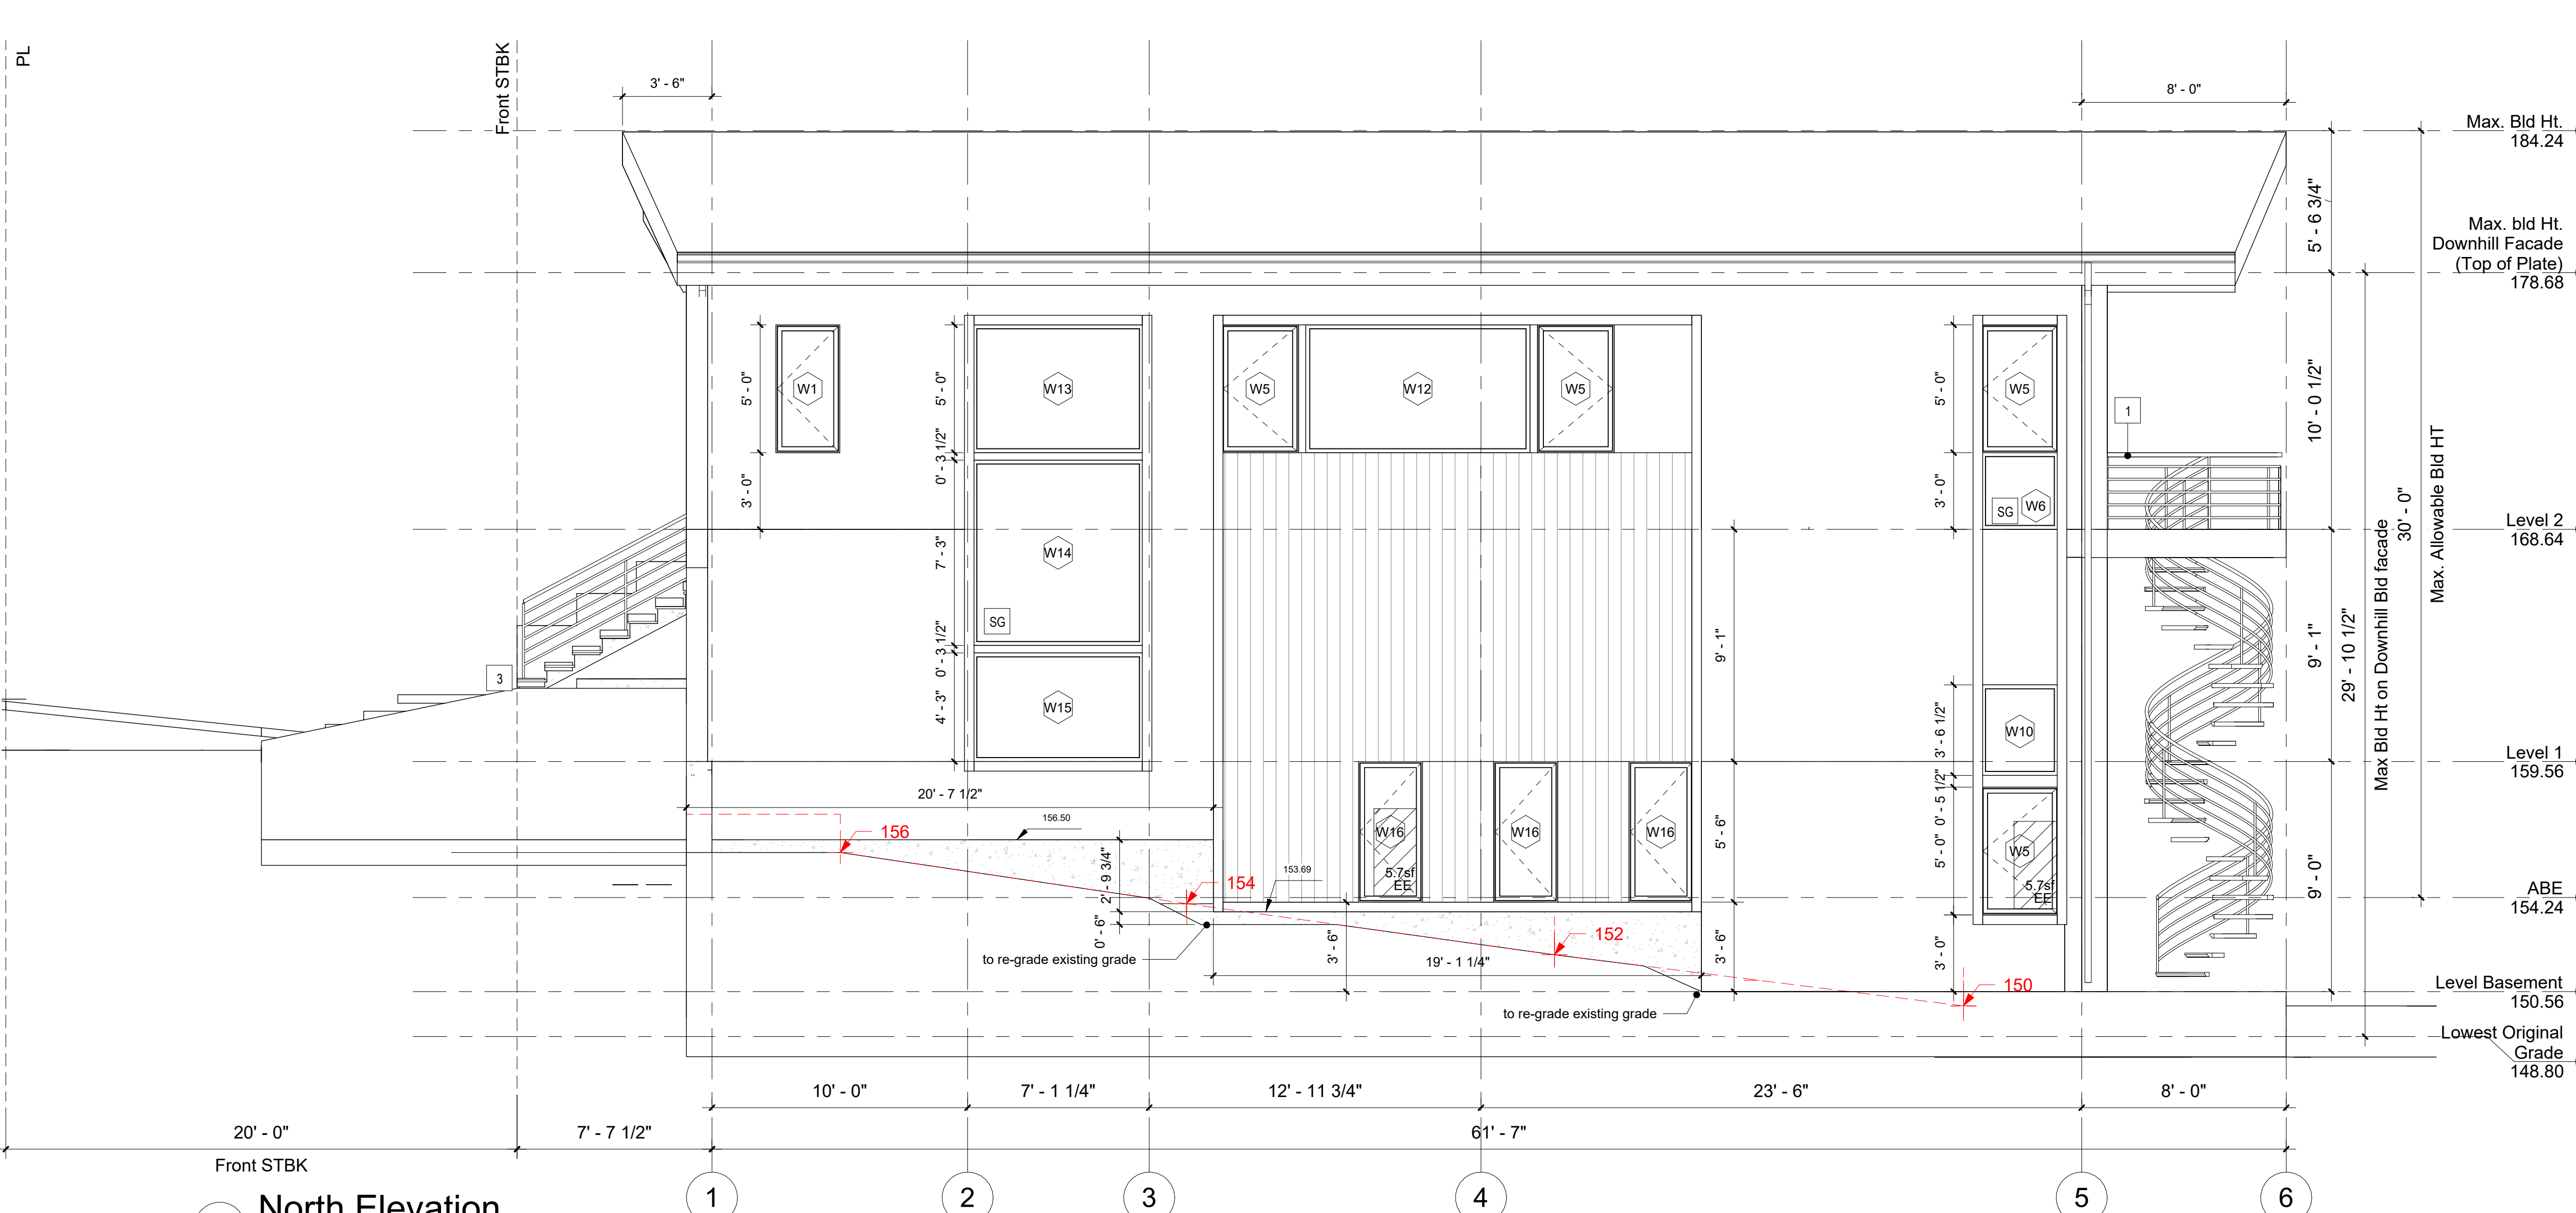 PL
Front STBK
3' - 6"
8' - 0"
Max. Bld Ht.
184.24
5' - 6 3/4"
Max. bld Ht.
Downhill Facade
(Top of Plate)
178.68
W1
W13
W5
W12
W5
W5
5' - 0"
5' - 0"
5' - 0"
10' - 0 1/2"
1
0' - 3 1/2"
3' - 0"
3' - 0"
SG
W6
Max. Allowable Bld HT
30' - 0"
Level 2
168.64
7' - 3"
W14
SG
0' - 3 1/2"
9' - 1"
9' - 1"
29' - 10 1/2"
Max Bld Ht on Downhill Bld facade
3
4' - 3"
W15
3' - 6 1/2"
W10
Level 1
159.56
20' - 7 1/2"
0' - 5 1/2"
156
156.50
W16
W16
W16
5' - 6"
5' - 0"
W5
2' - 9 3/4"
154
153.69
5.7sf
EE
5.7sf
EE
9' - 0"
ABE
154.24
0' - 6"
to re-grade existing grade
3' - 6"
152
19' - 1 1/4"
3' - 6"
3' - 0"
150
to re-grade existing grade
Level Basement
150.56
Lowest Original
Grade
148.80
10' - 0"
7' - 1 1/4"
12' - 11 3/4"
23' - 6"
8' - 0"
20' - 0"
7' - 7 1/2"
61' - 7"
Front STBK
1
2
3
4
5
6
North Elevation